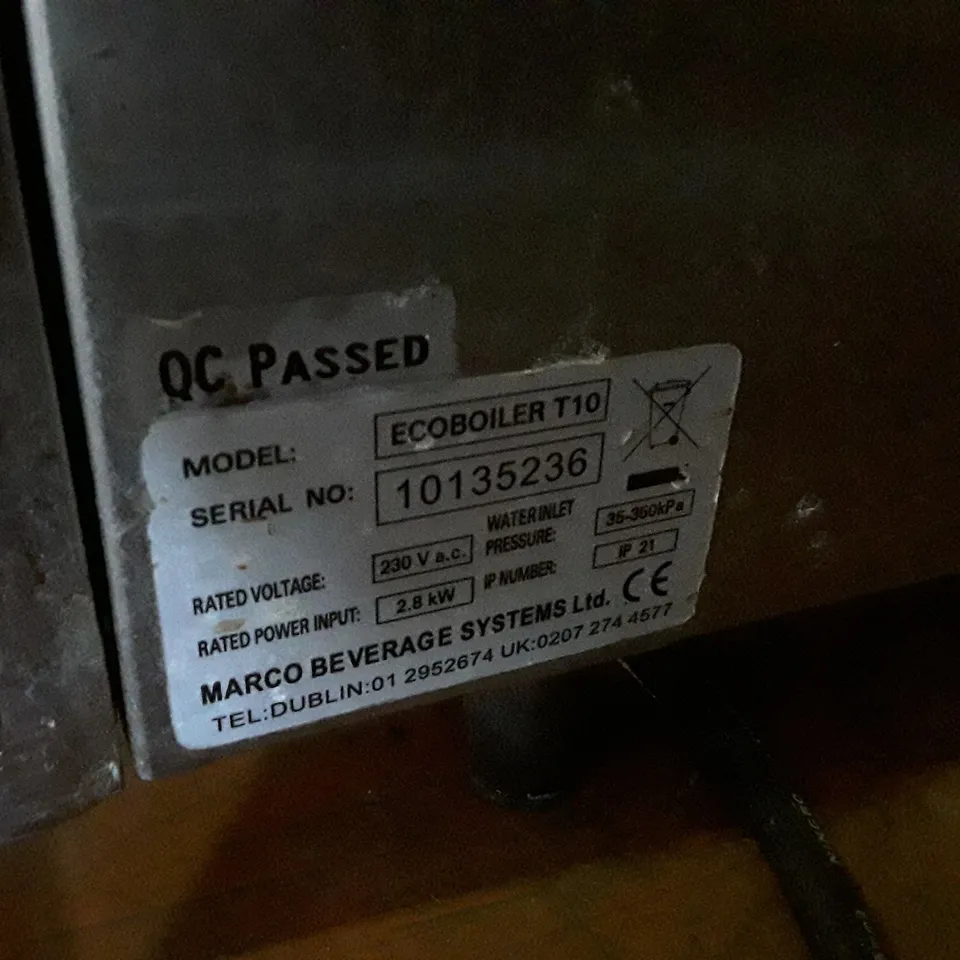 QC PASSED
MODEL: ECOBOILER T10
SERIAL NO: 10135236
RATED VOLTAGE: 230 V a.c. WATER INLET PRESSURE: 35-350kPa
RATED POWER INPUT: 2.8 kW IP NUMBER: IP 21
MARCO BEVERAGE SYSTEMS Ltd. CE
TEL:DUBLIN:01 2952674 UK:0207 274 4577